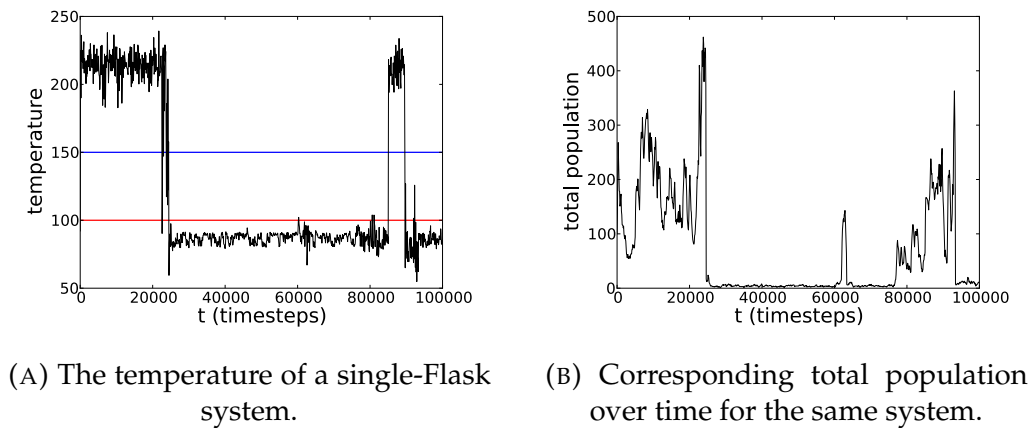 250
200
150
100
50
0 20000 40000 60000 80000 100000
temperature
t (timesteps)
500
400
300
200
100
0
0 20000 40000 60000 80000 100000
total population
t (timesteps)
(A) The temperature of a single-Flask
system.
(B) Corresponding total population
over time for the same system.